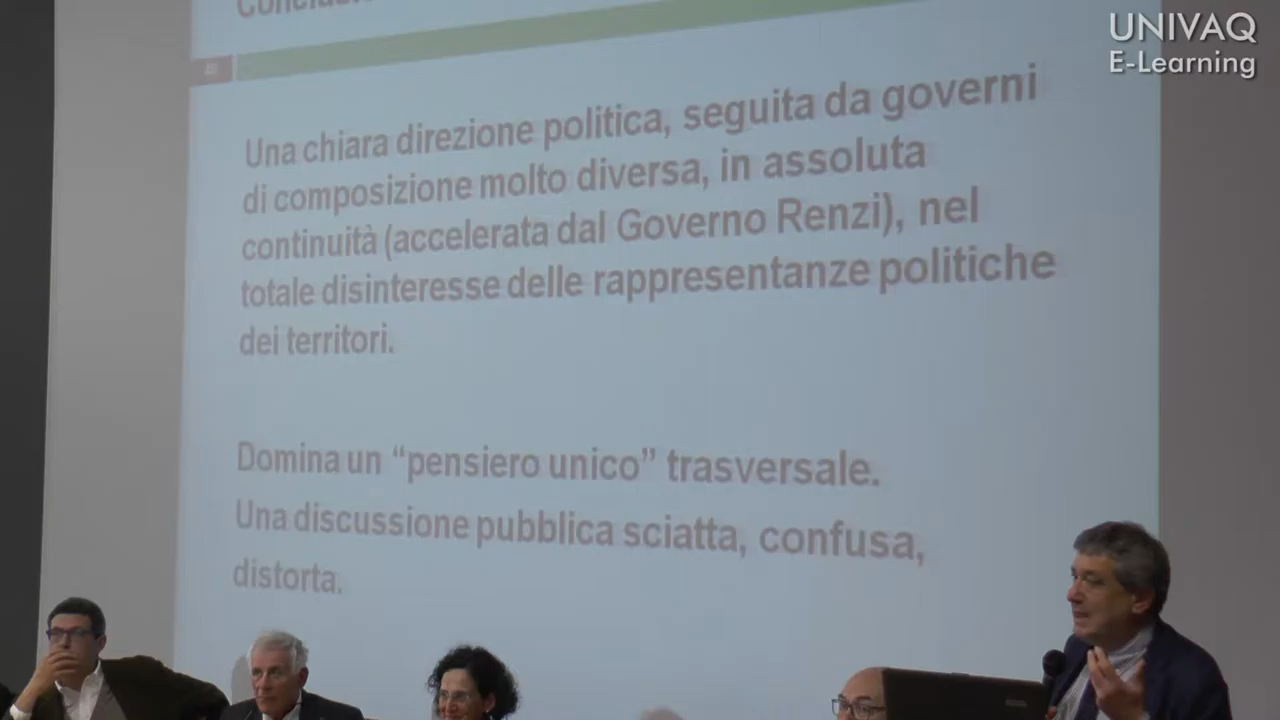 UNIVAQ
E-Learning
Una chiara direzione politica, seguita da governi
di composizione molto diversa, in assoluta
continuità (accelerata dal Governo Renzi), nel
totale disinteresse delle rappresentanze politiche
dei territori.
Domina un “pensiero unico” trasversale.
Una discussione pubblica sciatta, confusa,
distorta.